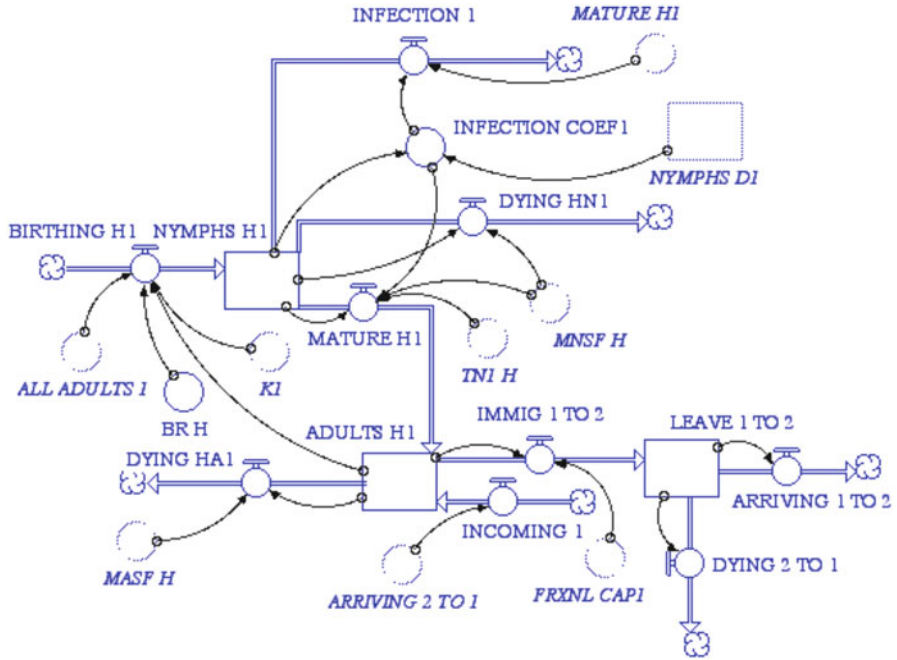 INFECTION 1
MATURE H1
INFECTION COEF1
NYMPHS D1
DYING HN1
BIRTHING H1
NYMPHS H1
MATURE H1
TN1 H
MNSF H
ALL ADULTS 1
K1
BR H
ADULTS H1
IMMIG 1 TO 2
LEAVE 1 TO 2
DYING HA1
ARRIVING 1 TO 2
INCOMING 1
MASF H
ARRIVING 2 TO 1
FRXNL CAP1
DYING 2 TO 1